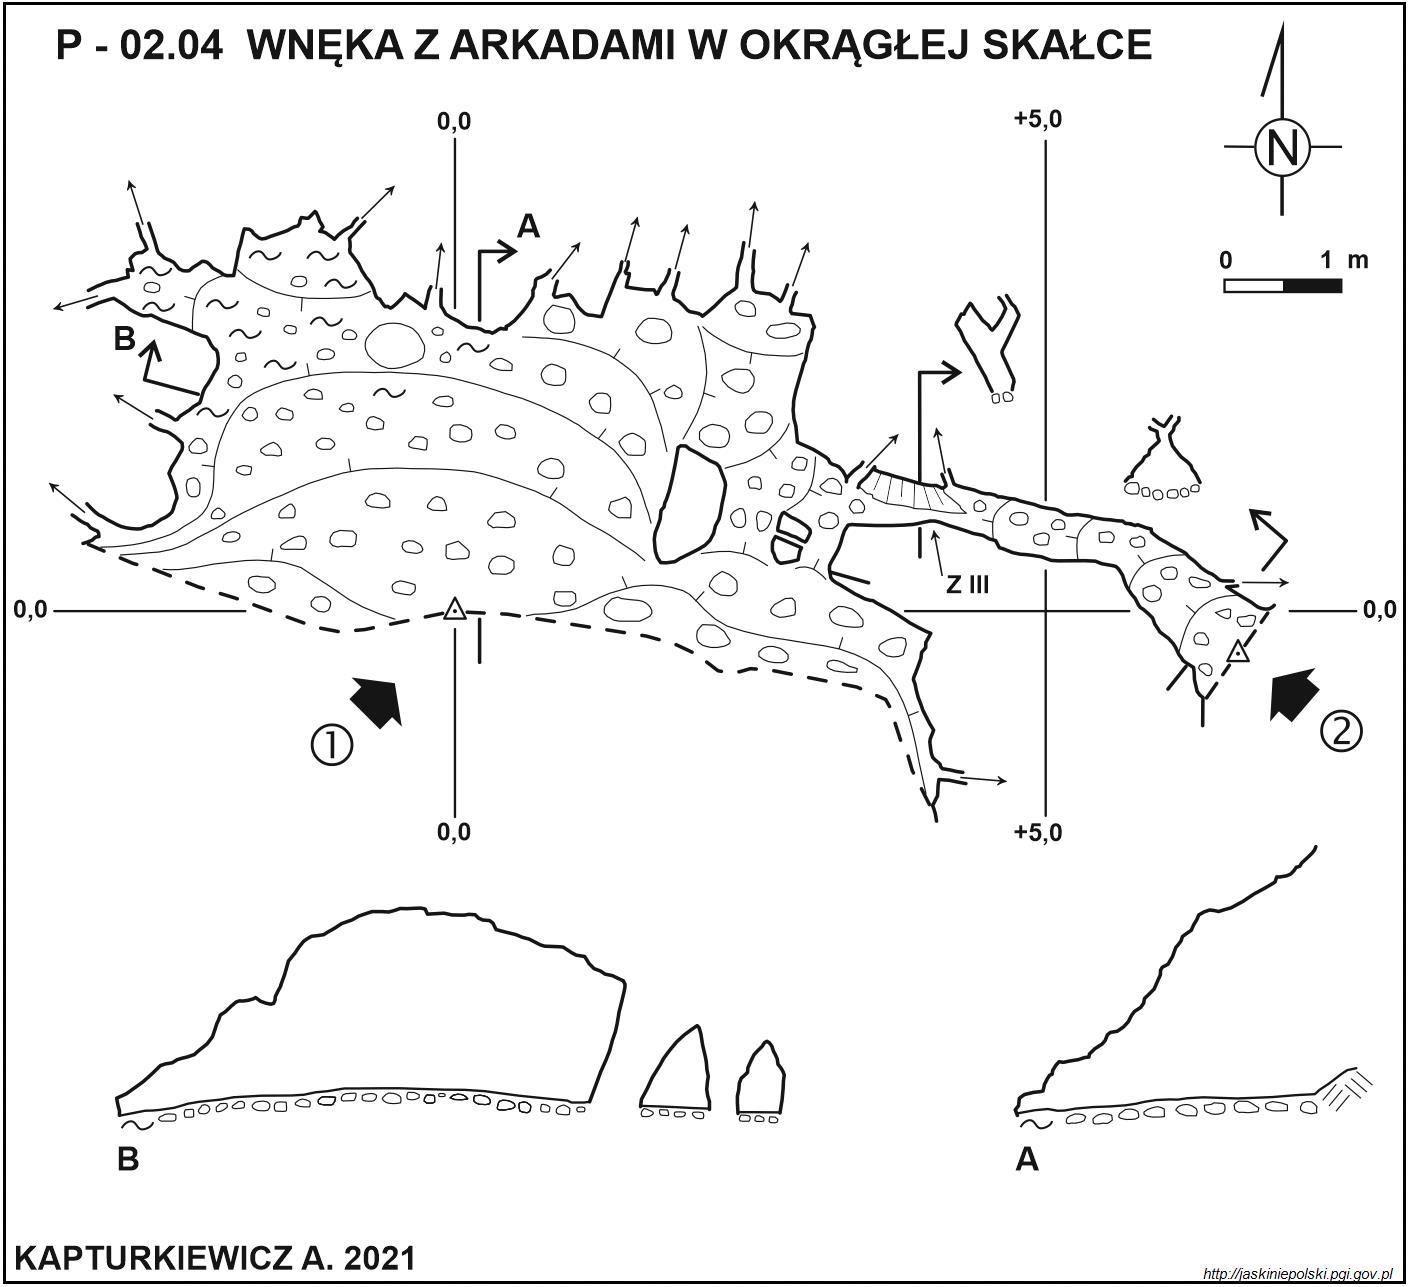 P - 02.04 WNĘKA Z ARKADAMI W OKRĄGŁEJ SKAŁCE
0,0
+5,0
N
0 1 m
A
B
Z III
0,0
0,0
1
2
0,0
+5,0
B
A
KAPTURKIEWICZ A. 2021
http://jaskiniepolski.pgi.gov.pl